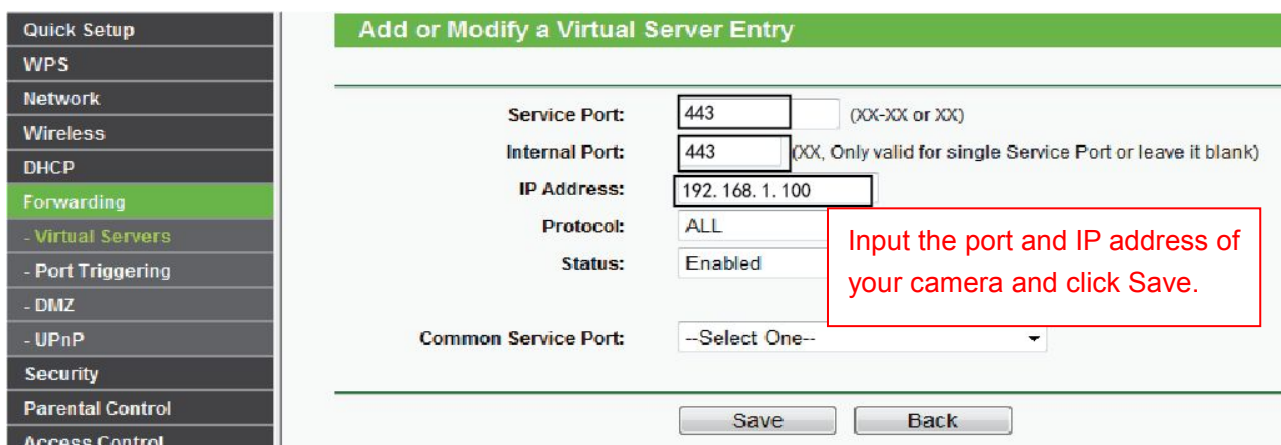 Quick Setup
WPS
Network
Wireless
DHCP
Forwarding
- Virtual Servers
- Port Triggering
- DMZ
- UPnP
Security
Parental Control
Access Control
Add or Modify a Virtual Server Entry
Service Port: 443 (XX-XX or XX)
Internal Port: 443 (XX, Only valid for single Service Port or leave it blank)
IP Address: 192. 168. 1. 100
Protocol: ALL
Status: Enabled
Input the port and IP address of
your camera and click Save.
Common Service Port: --Select One--
Save Back